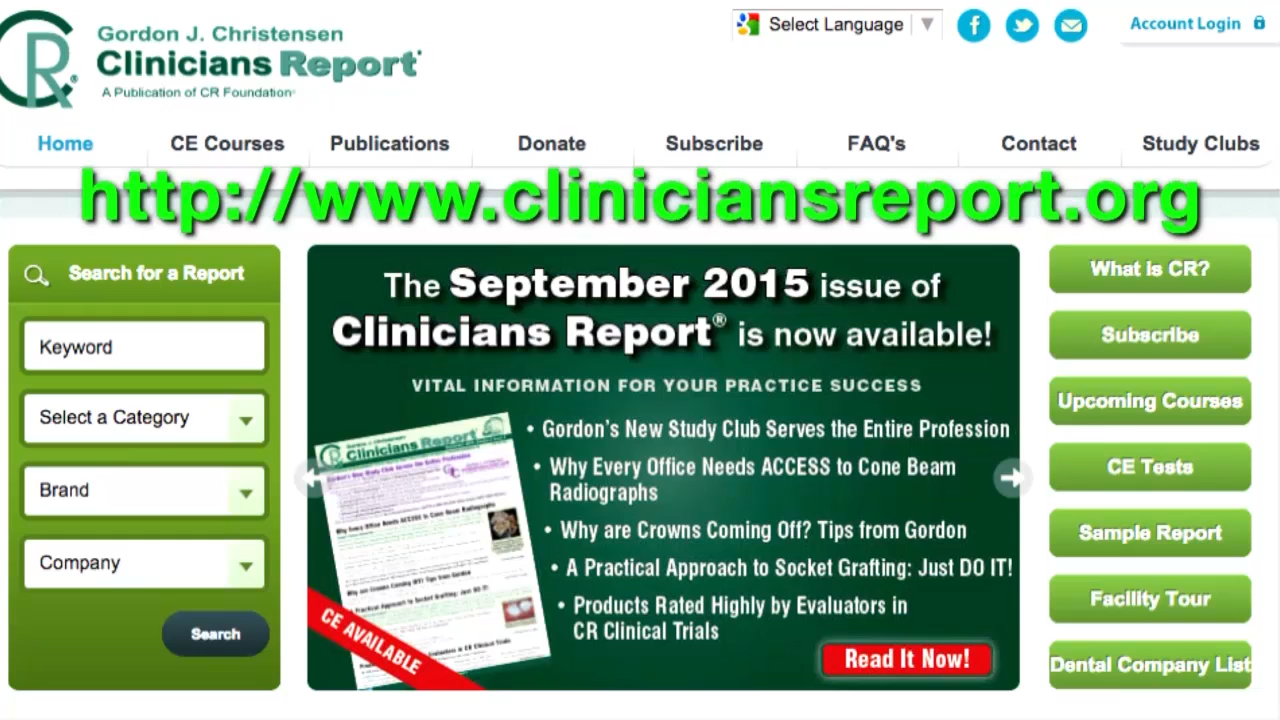 Gordon J. Christensen
Clinicians Report
A Publication of CR Foundation
Select Language
Account Login
Home CE Courses Publications Donate Subscribe FAQ's Contact Study Clubs
http://www.cliniciansreport.org
Search for a Report
Keyword
Select a Category
Brand
Company
Search
The September 2015 issue of
Clinicians Report® is now available!
VITAL INFORMATION FOR YOUR PRACTICE SUCCESS
• Gordon's New Study Club Serves the Entire Profession
• Why Every Office Needs ACCESS to Cone Beam
Radiographs
• Why are Crowns Coming Off? Tips from Gordon
• A Practical Approach to Socket Grafting: Just DO IT!
• Products Rated Highly by Evaluators in
CR Clinical Trials
Gordon J. Christensen
Clinicians Report
CE AVAILABLE
Read It Now!
What is CR?
Subscribe
Upcoming Courses
CE Tests
Sample Report
Facility Tour
Dental Company List